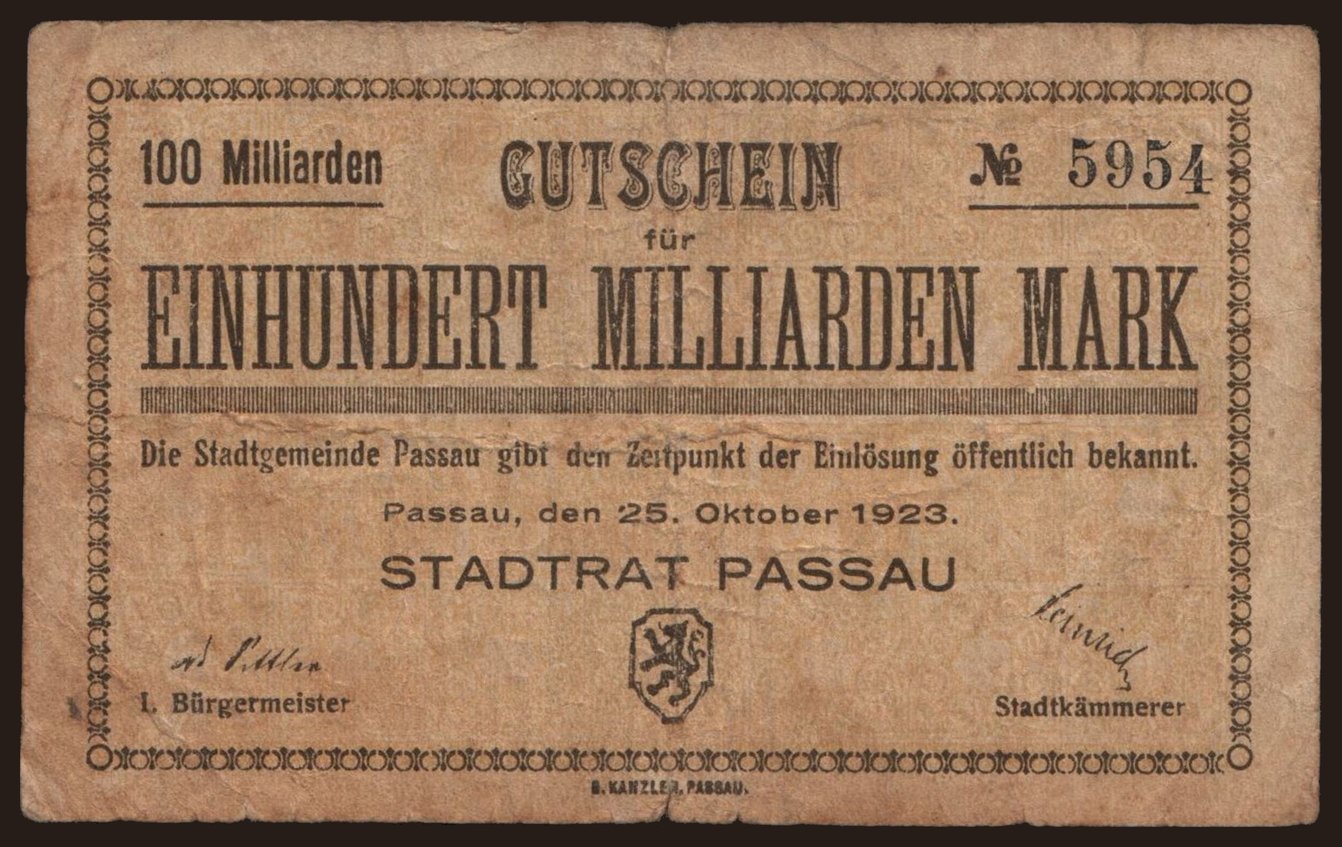 100 Milliarden GUTSCHEIN № 5954
für
EINHUNDERT MILLIARDEN MARK
Die Stadtgemeinde Passau gibt den Zeitpunkt der Einlösung öffentlich bekannt.
Passau, den 25. Oktober 1923.
STADTRAT PASSAU
Heinrich
I. Bürgermeister Stadtkämmerer
KANZLER, PASSAU.